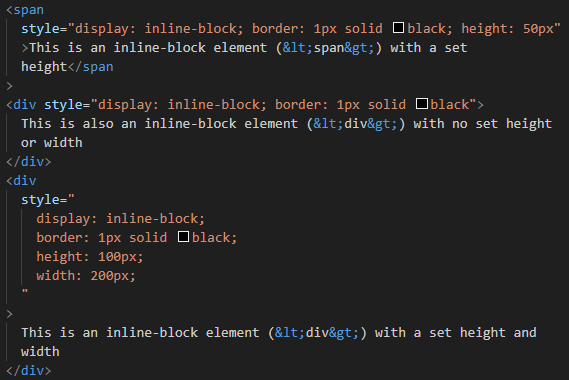 <span
  style="display: inline-block; border: 1px solid black; height: 50px"
  >This is an inline-block element (&lt;span&gt;) with a set
  height</span
>
<div style="display: inline-block; border: 1px solid black">
  This is also an inline-block element (&lt;div&gt;) with no set height
  or width
</div>
<div
  style="
    display: inline-block;
    border: 1px solid black;
    height: 100px;
    width: 200px;
  "
>
  This is an inline-block element (&lt;div&gt;) with a set height and
  width
</div>